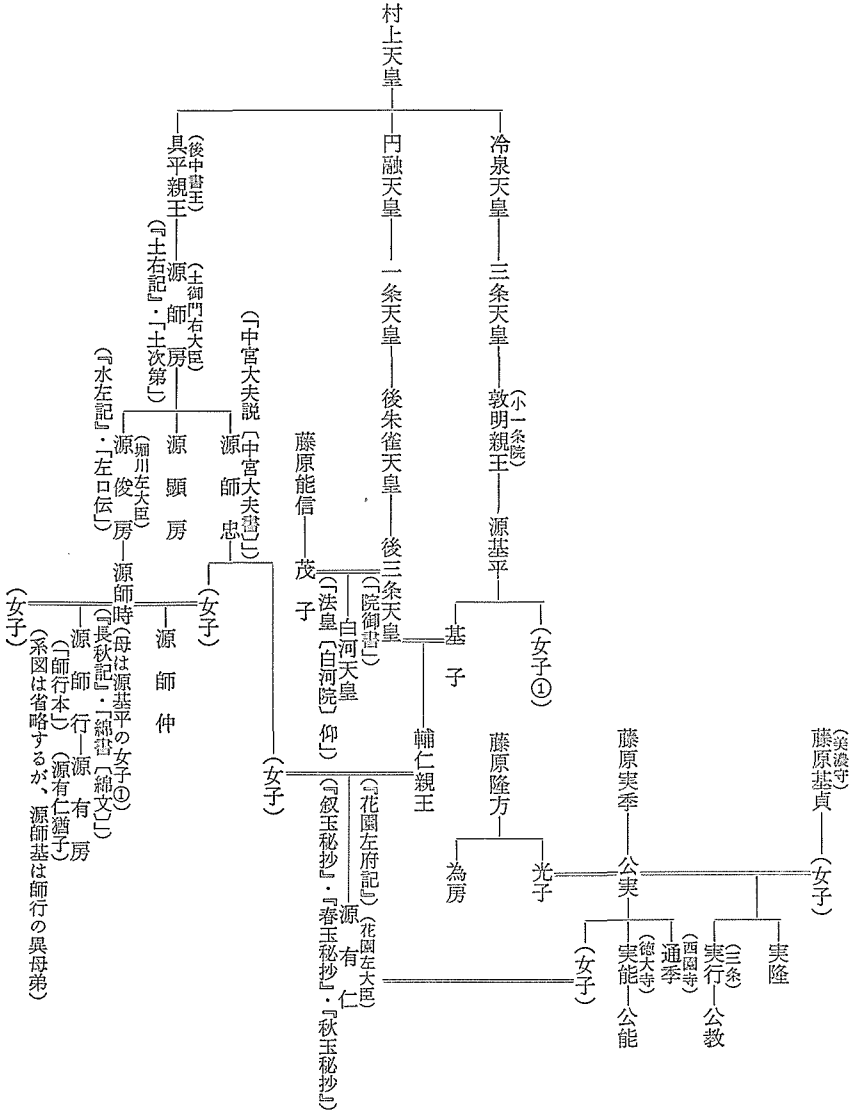 村上天皇
冷泉天皇
三条天皇
(小一条院)
敦明親王
源基平
(女子①)
基子
円融天皇
一条天皇
後朱雀天皇
後三条天皇
(「院御書」)
輔仁親王
白河天皇
(「法皇〔白河院〕仰」)
藤原能信
茂子
(後中書王)
具平親王
(土御門右大臣)
源師房
(『土右記』・『土次第』)
(「中宮大夫説〔中宮大夫書〕」)
源師忠
源顕房
(堀川左大臣)
源俊房
(『水左記』・「左口伝」)
(女子)
(女子)
源師時(母は源基平の女子①)
(『長秋記』・「綿書〔綿文〕」)
(女子)
源師仲
源師行
源有房
(「師行本」)
(源有仁猶子)
(系図は省略するが、源師基は師行の異母弟)
(美濃守)
藤原基貞
(女子)
藤原実季
公実
藤原隆方
光子
為房
実隆
(三条)
実行
公教
(西園寺)
通季
(徳大寺)
実能
公能
(女子)
(花園左大臣)
源有仁
(『花園左府記』)
(『叙玉秘抄』・『春玉秘抄』・『秋玉秘抄』)